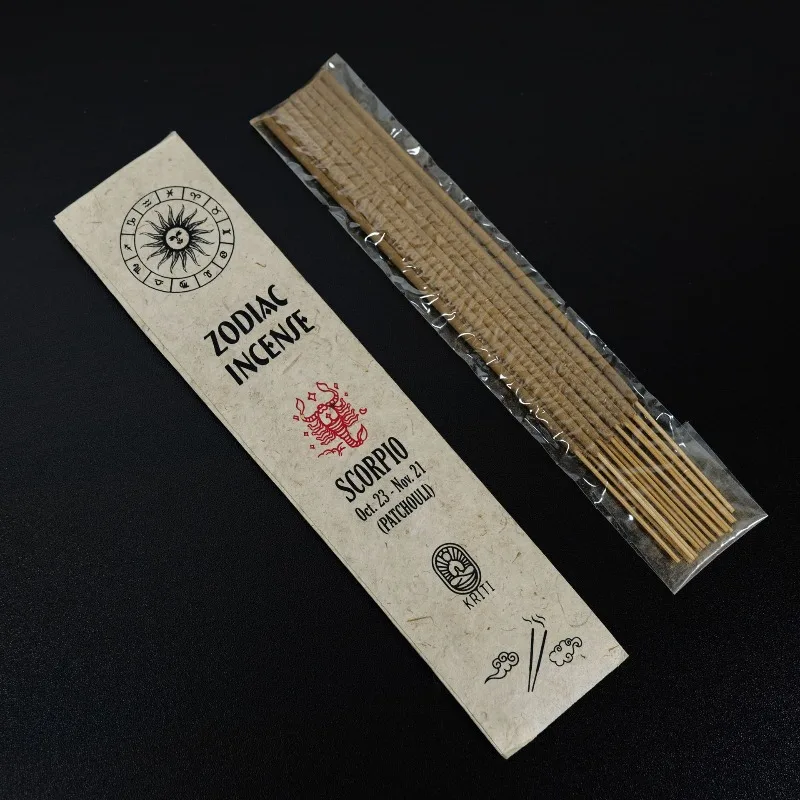 ZODIAC
INCENSE
SCORPIO
Oct. 23 - Nov. 21
(PATCHOULI)
KRITI